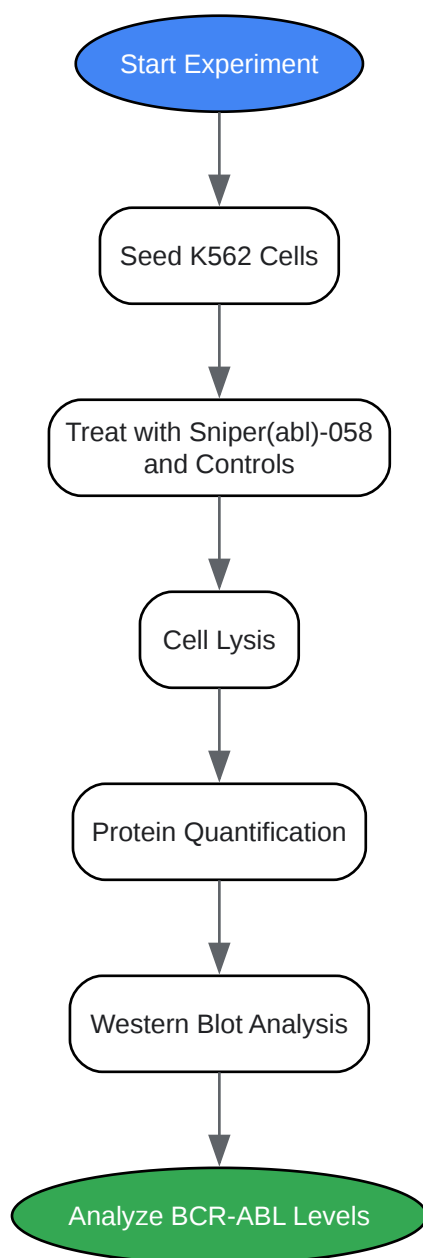 Start Experiment
Seed K562 Cells
Treat with Sniper(abl)-058
and Controls
Cell Lysis
Protein Quantification
Western Blot Analysis
Analyze BCR-ABL Levels